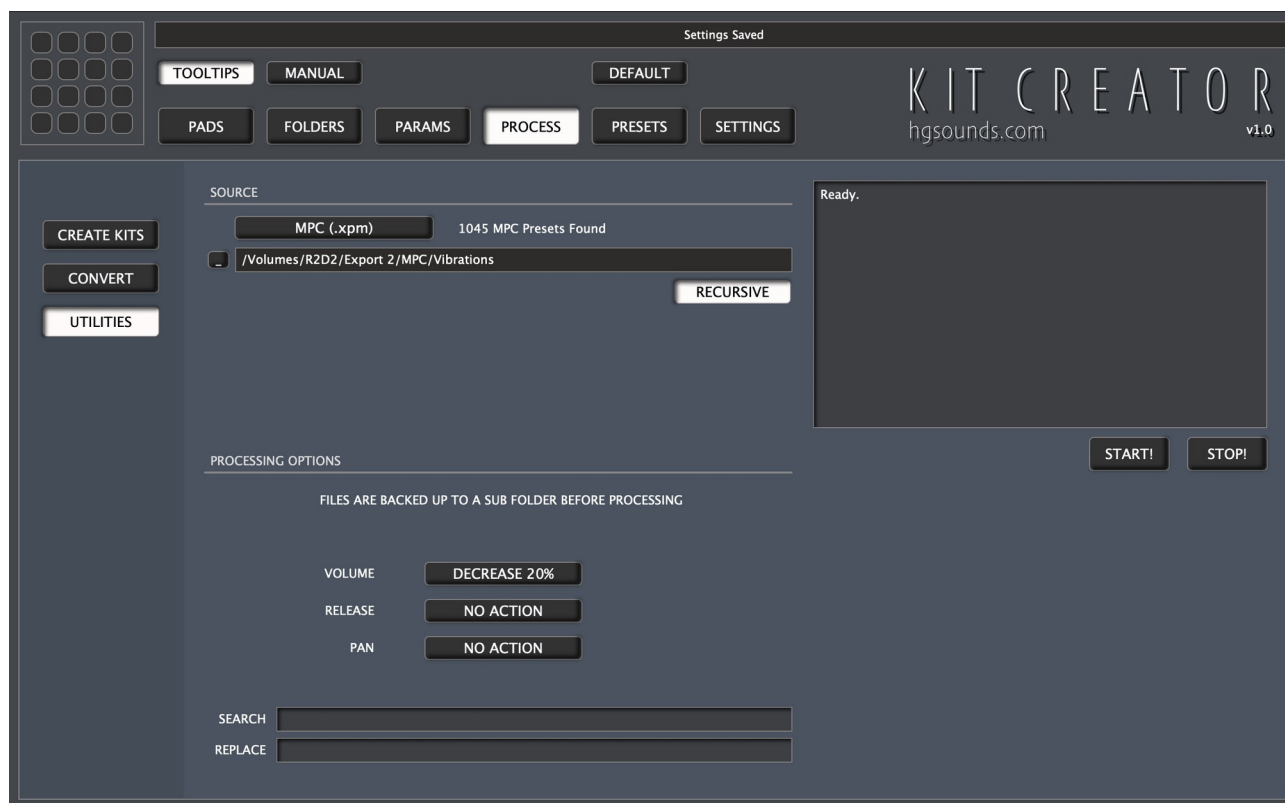 Settings Saved
TOOLTIPS MANUAL DEFAULT
KIT CREATOR
PADS FOLDERS PARAMS PROCESS PRESETS SETTINGS
hgsounds.com v1.0
SOURCE
Ready.
MPC (.xpm) 1045 MPC Presets Found
CREATE KITS
_ /Volumes/R2D2/Export 2/MPC/Vibrations
CONVERT
RECURSIVE
UTILITIES
START! STOP!
PROCESSING OPTIONS
FILES ARE BACKED UP TO A SUB FOLDER BEFORE PROCESSING
VOLUME DECREASE 20%
RELEASE NO ACTION
PAN NO ACTION
SEARCH
REPLACE